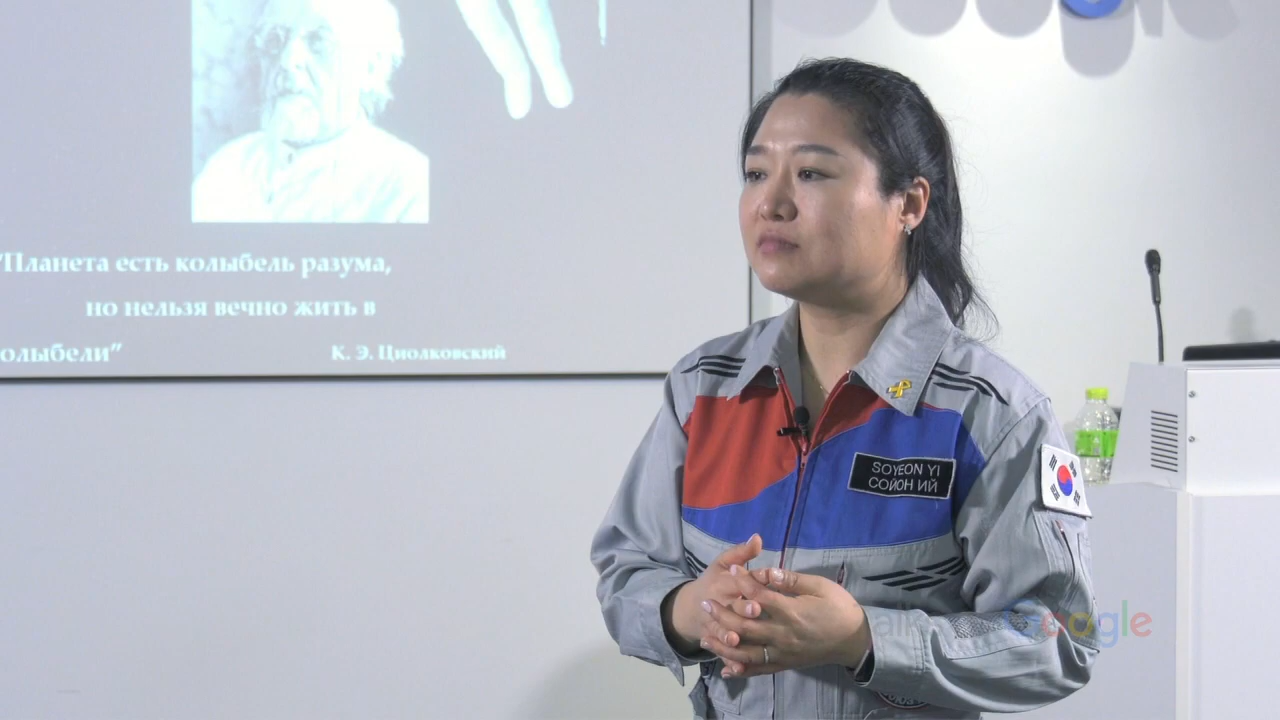 "Планета есть колыбель разума,
но нельзя вечно жить в
олыбели"
К. Э. Циолковский
SOYEON YI
СОЙОН ИЙ
Google